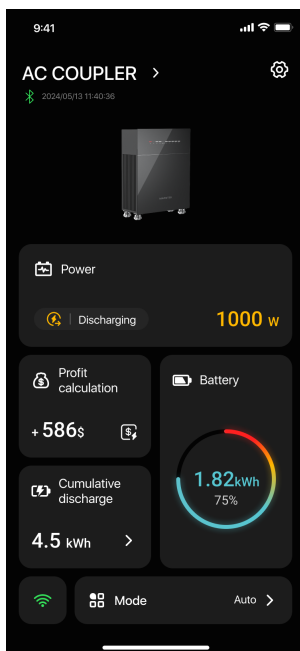 9:41
AC COUPLER >
2024/05/13 11:40:36
Power
Discharging
1000 W
Profit
calculation
+586$
Battery
1.82kWh
75%
Cumulative
discharge
4.5 kWh >
Mode
Auto >